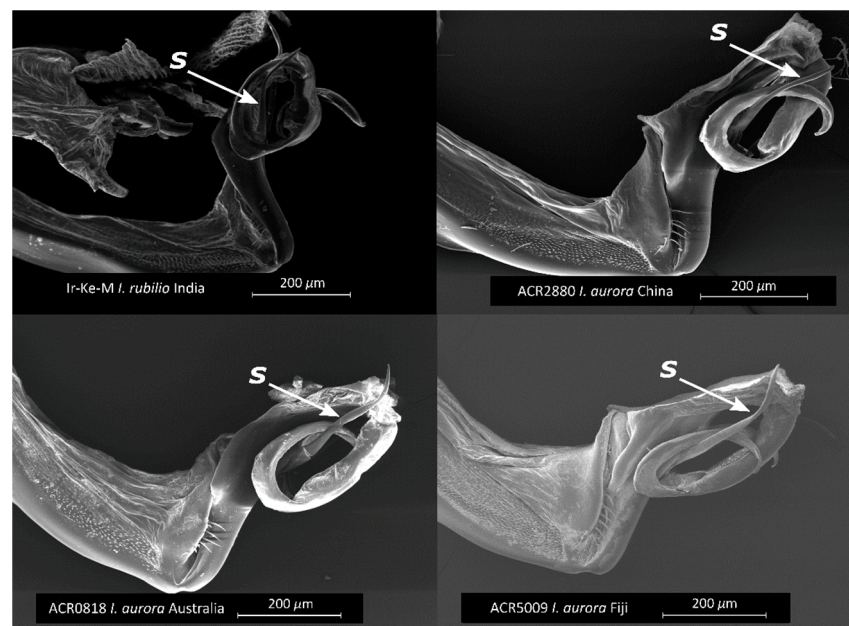 S
Ir-Ke-M I. rubilio India
200 µm
S
ACR2880 I. aurora China
200 µm
S
ACR0818 I. aurora Australia
200 µm
S
ACR5009 I. aurora Fiji
200 µm